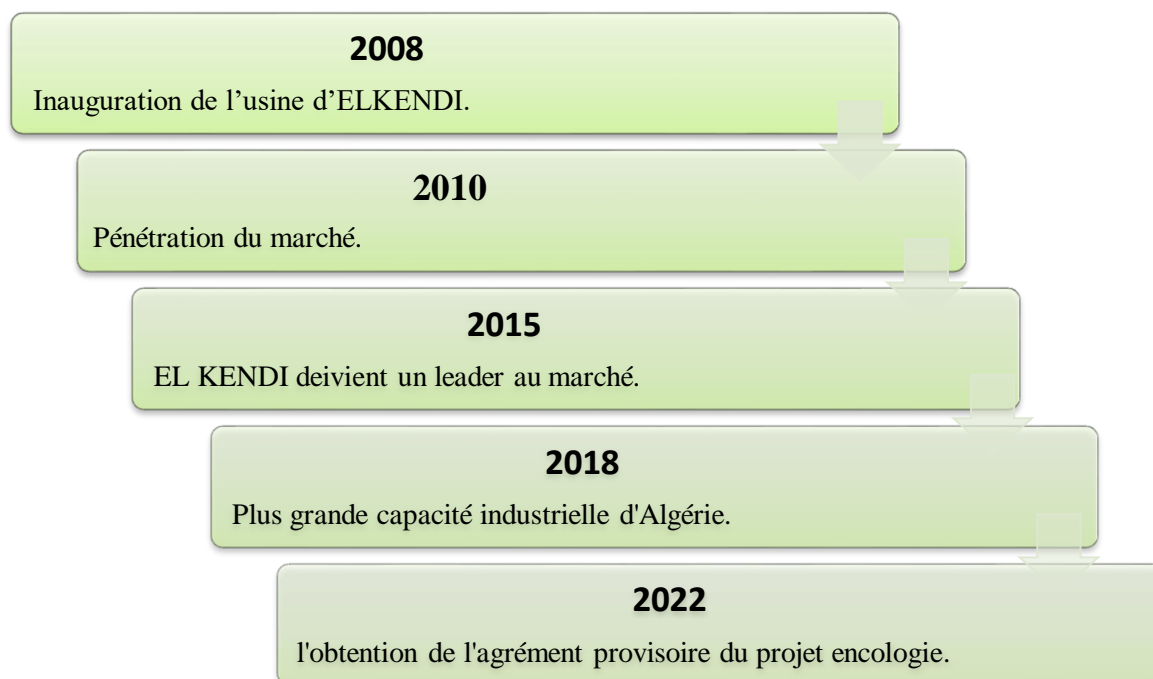 2008
Inauguration de l’usine d’ELKENDI.
2010
Pénétration du marché.
2015
EL KENDI deivient un leader au marché.
2018
Plus grande capacité industrielle d'Algérie.
2022
l'obtention de l'agrément provisoire du projet encologie.